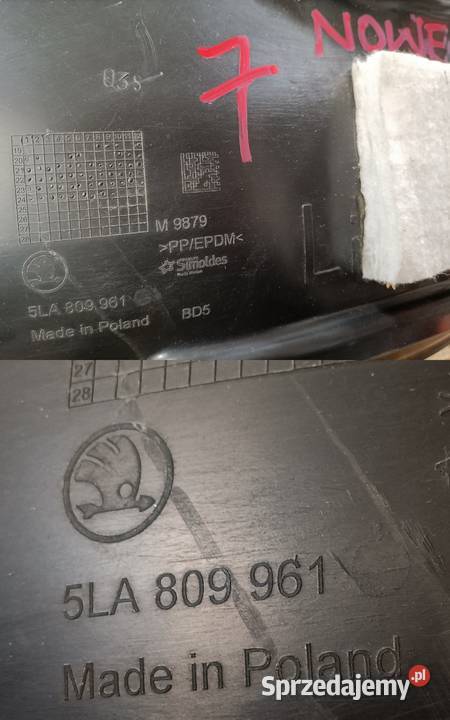 NOWE
7
M 9879
>PP/EPDM<
Simoldes
5LA 809 961
BD5
Made in Poland
27
28
5LA 809 961
Made in Poland
Sprzedajemy.pl